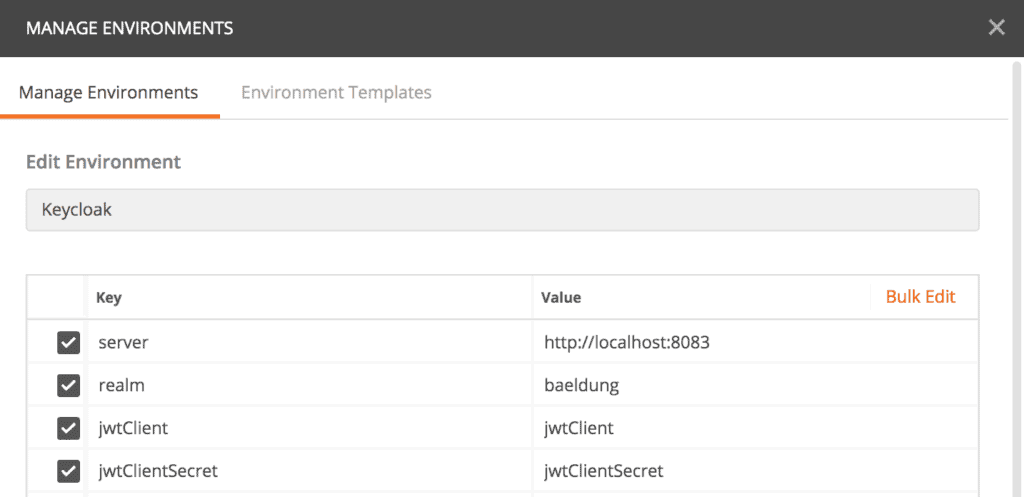 MANAGE ENVIRONMENTS
Manage Environments Environment Templates
Edit Environment
Keycloak
Key Value Bulk Edit
server http://localhost:8083
realm baeldung
jwtClient jwtClient
jwtClientSecret jwtClientSecret